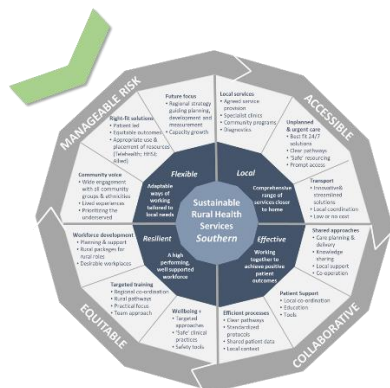 MANAGEABLE RISK
ACCESSIBLE
COLLABORATIVE
EQUITABLE
Future focus
• Regional strategy
guiding planning,
development and
measurement
• Capacity growth
Right-fit solutions
• Patient led
• Equitable outcomes
• Appropriate use &
placement of resources
Community voice
• Wide engagement
with all community
groups & ethnicities
• Lived experience
• Prioritizing the
underserved
Local services
• Agreed service
provision
• Specialist clinics
• Community programs
• Diagnostics
Unplanned
& urgent care
• Best fit 24/7
solutions
• Clear pathways
• 'Safe' resourcing
• Prompt access
Transport
• Innovative &
streamlined
solutions
• Local coordination
• Low or no cost
Flexible
Adaptable
ways of
working
tailored to
local needs
Local
Comprehensive
range of
services closer
to home
Sustainable
Rural Health
Services
Southern
Resilient
A high
performing,
well supported
workforce
Effective
Working
together to
achieve positive
patient
outcomes
Workforce development
• Planning & support
• Rural packages for
rural roles
• Desirable workplaces
Targeted training
• Regional co-ordination
• Rural pathways
• Practical focus
• Team approach
Wellbeing +
• Targeted
approaches
• 'Safe' clinical
practices
• Safety tools
Shared approaches
• Care planning &
delivery
• Knowledge
sharing
• Local support
• Co-operation
Patient Support
• Local co-ordination
• Education
• Tools
Efficient processes
• Clear pathways
• Standardized
protocols
• Shared patient data
• Local context